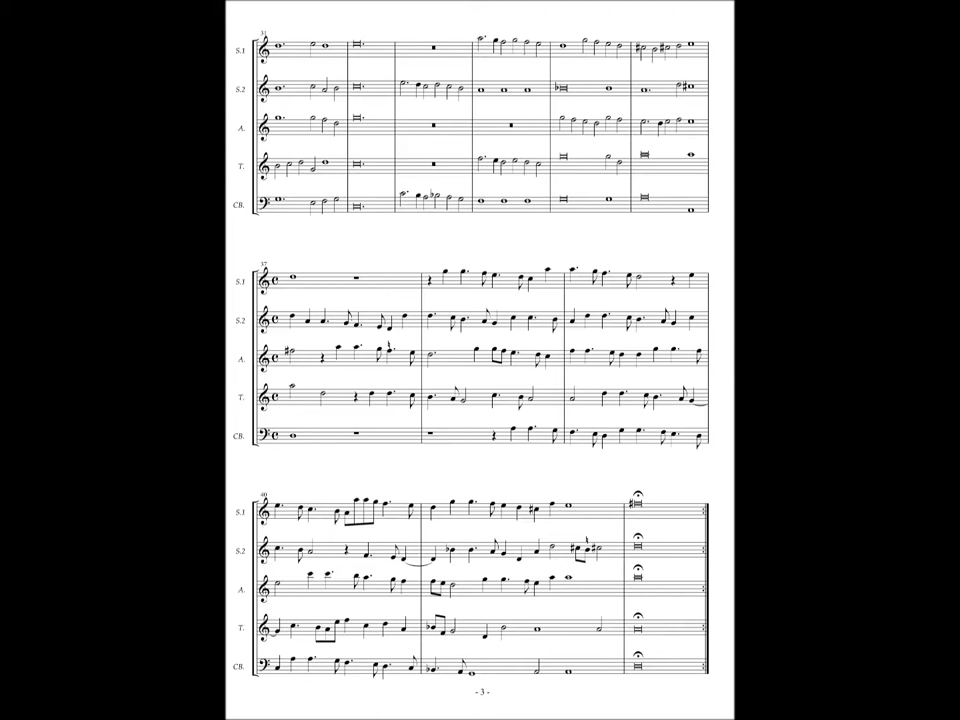 31
S.1
S.2
A.
T.
CB.
37
S.1
S.2
A.
T.
CB.
40
S.1
S.2
A.
T.
CB.
- 3 -